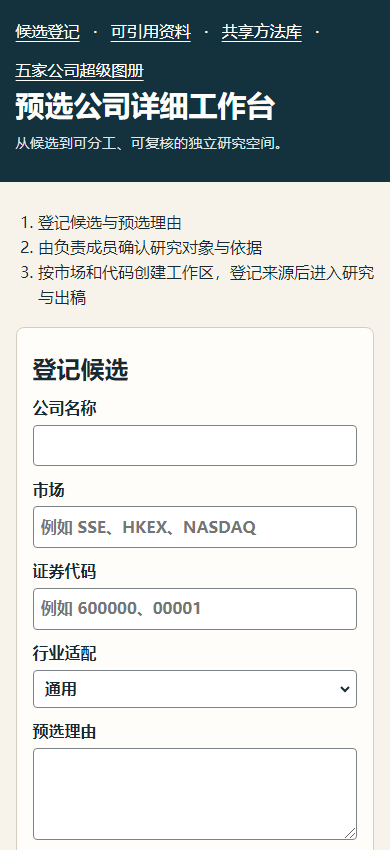 候选登记 · 可引用资料 · 共享方法库 ·
五家公司超级图册
预选公司详细工作台
从候选到可分工、可复核的独立研究空间。
1. 登记候选与预选理由
2. 由负责成员确认研究对象与依据
3. 按市场和代码创建工作区，登记来源后进入研究
与出稿
登记候选
公司名称
市场
例如 SSE、HKEX、NASDAQ
证券代码
例如 600000、00001
行业适配
通用
预选理由